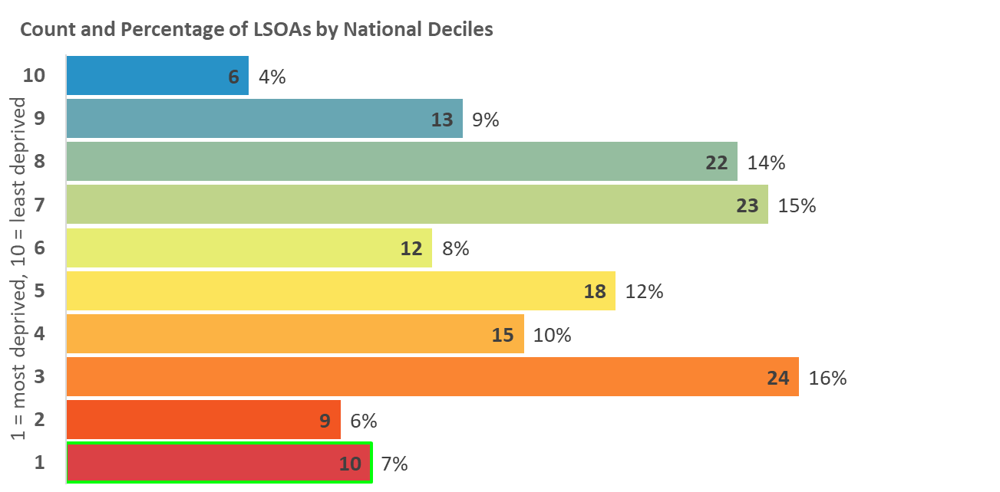 Count and Percentage of LSOAs by National Deciles
1 = most deprived, 10 = least deprived
10 6 4%
9 13 9%
8 22 14%
7 23 15%
6 12 8%
5 18 12%
4 15 10%
3 24 16%
2 9 6%
1 10 7%